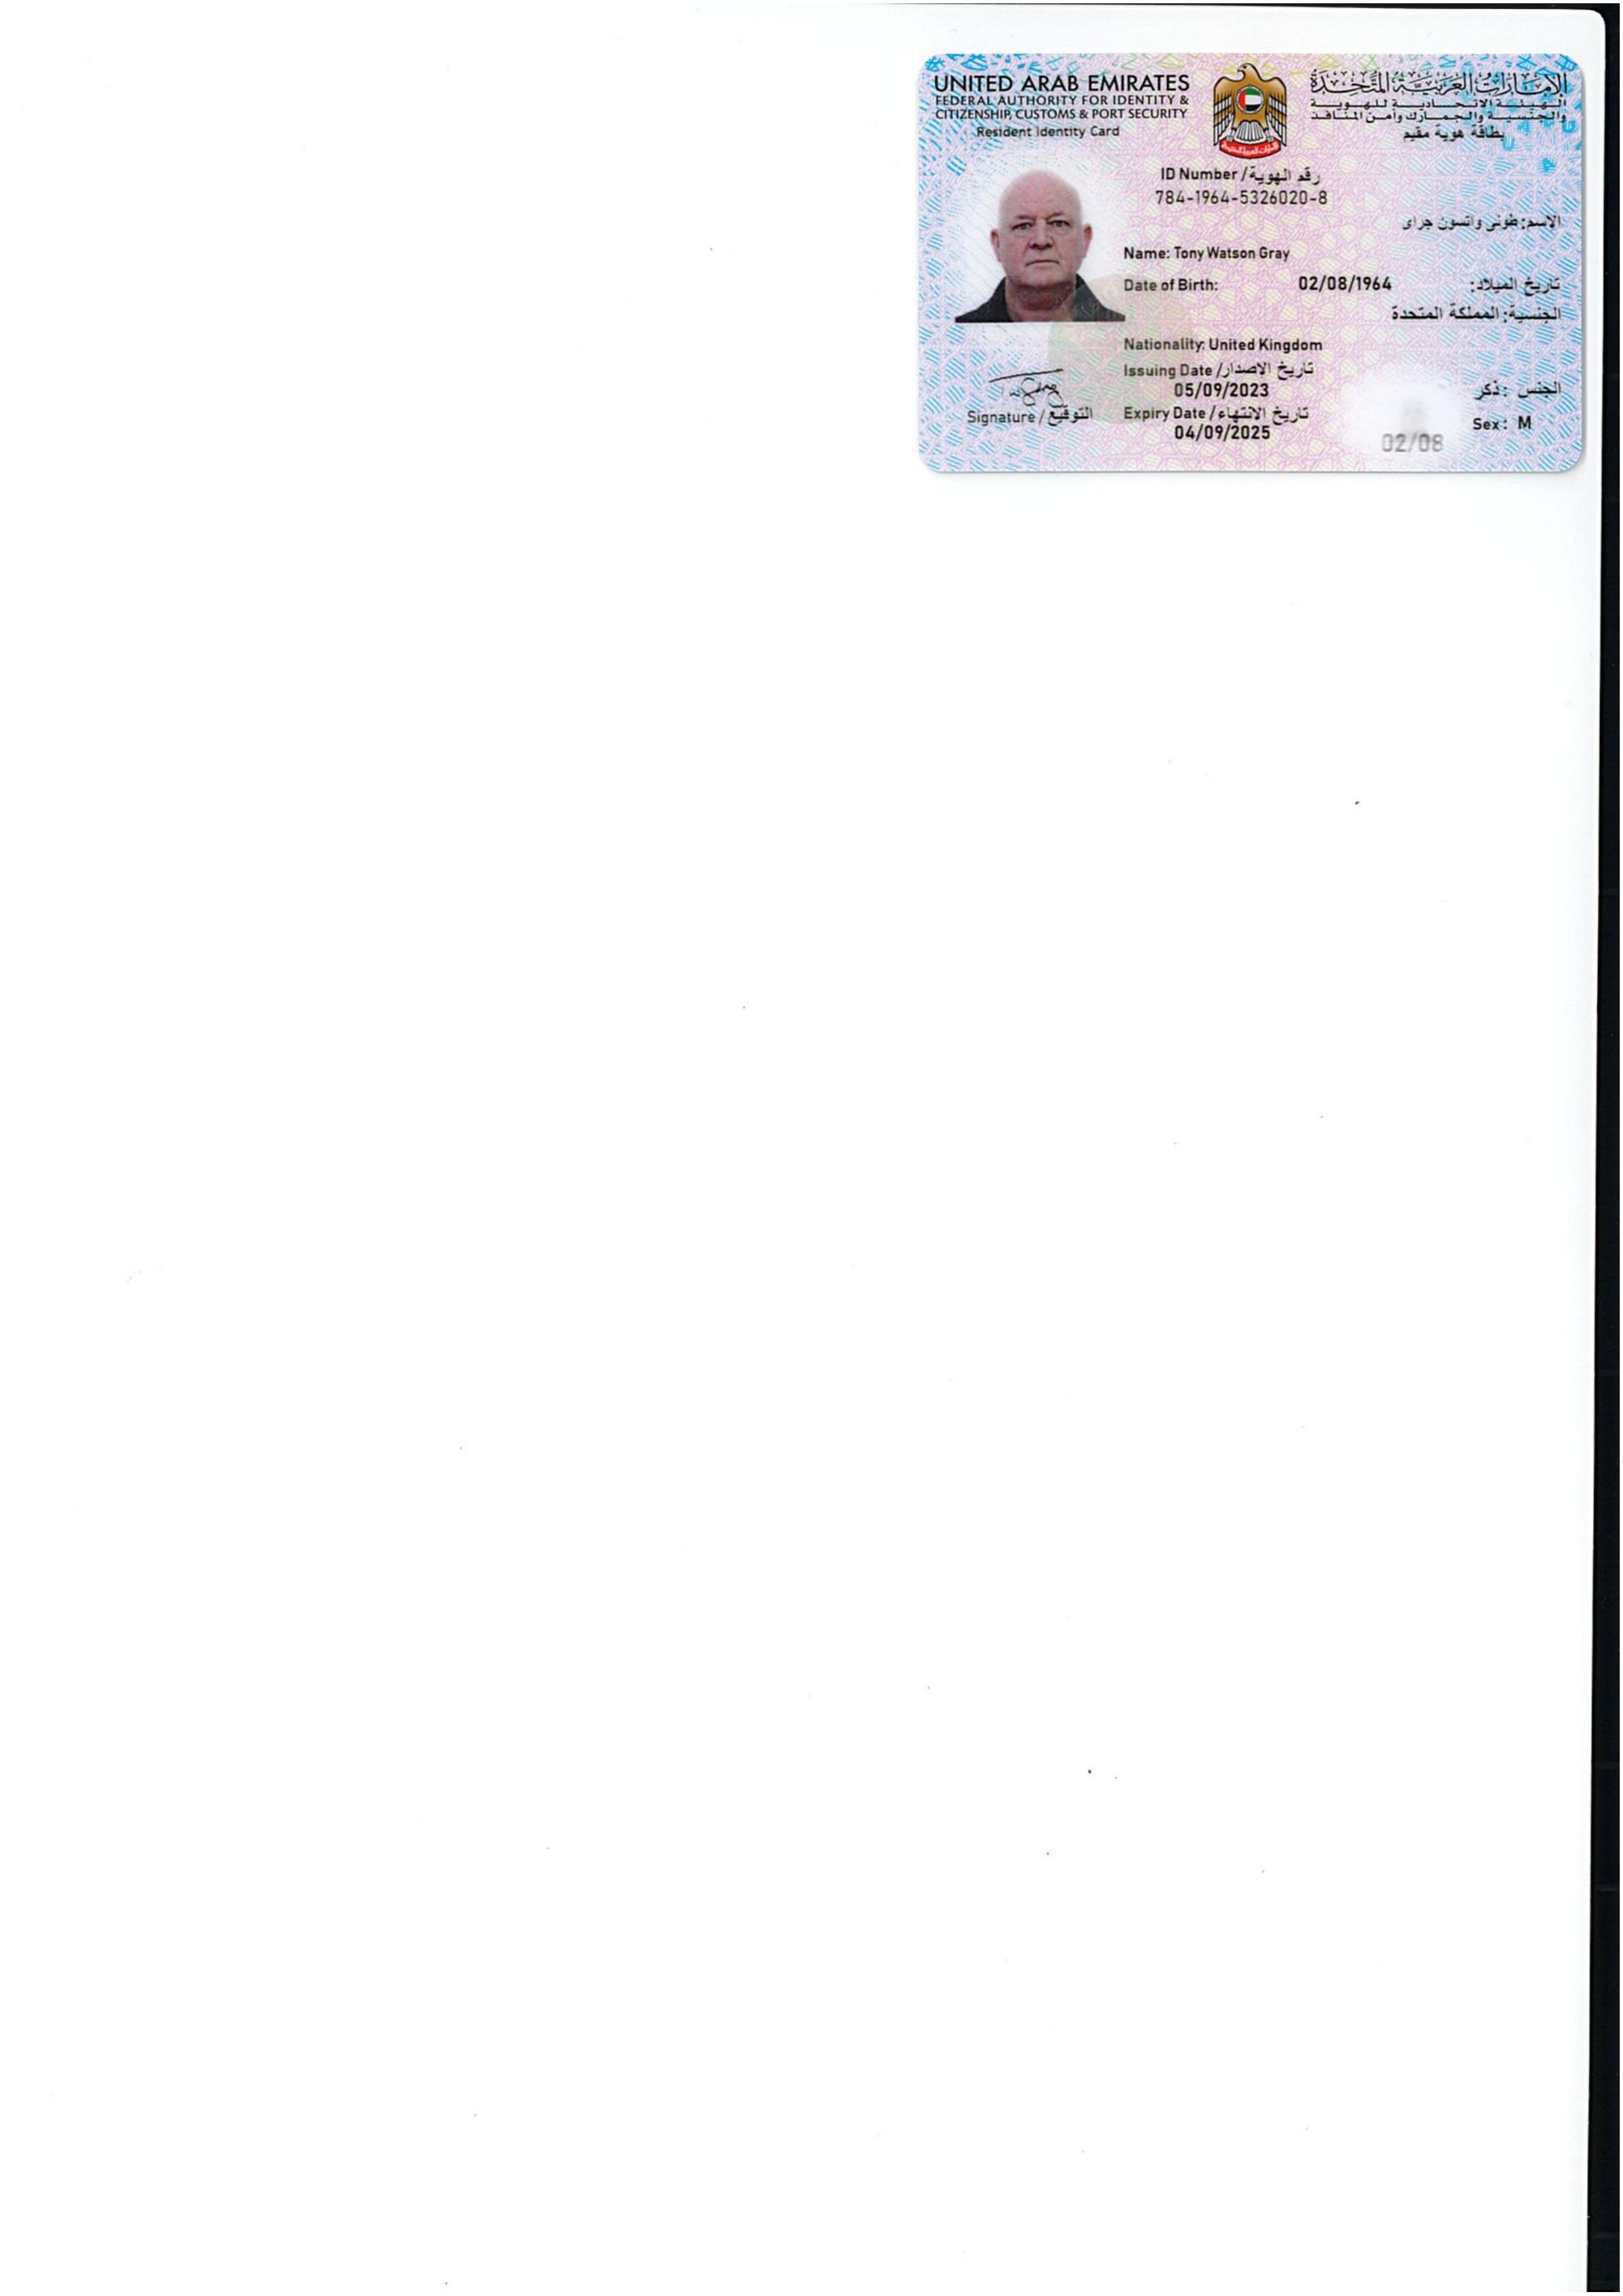 UNITED ARAB EMIRATES
FEDERAL AUTHORITY FOR IDENTITY &
CITIZENSHIP, CUSTOMS & PORT SECURITY
Resident Identity Card
الإمارات العربية المتحدة
الهيئة الاتحادية للهوية
والجنسية والجمارك وأمن المنافذ
بطاقة هوية مقيم
ID Number / رقم الهوية
784-1964-5326020-8
الاسم: طونى واتسون جراى
Name: Tony Watson Gray
Date of Birth: 02/08/1964 تاريخ الميلاد:
الجنسية: المملكة المتحدة
Nationality: United Kingdom
Issuing Date / تاريخ الاصدار
05/09/2023
الجنس : ذكر
Signature / التوقيع
Expiry Date / تاريخ الانتهاء
04/09/2025
Sex: M
02/08